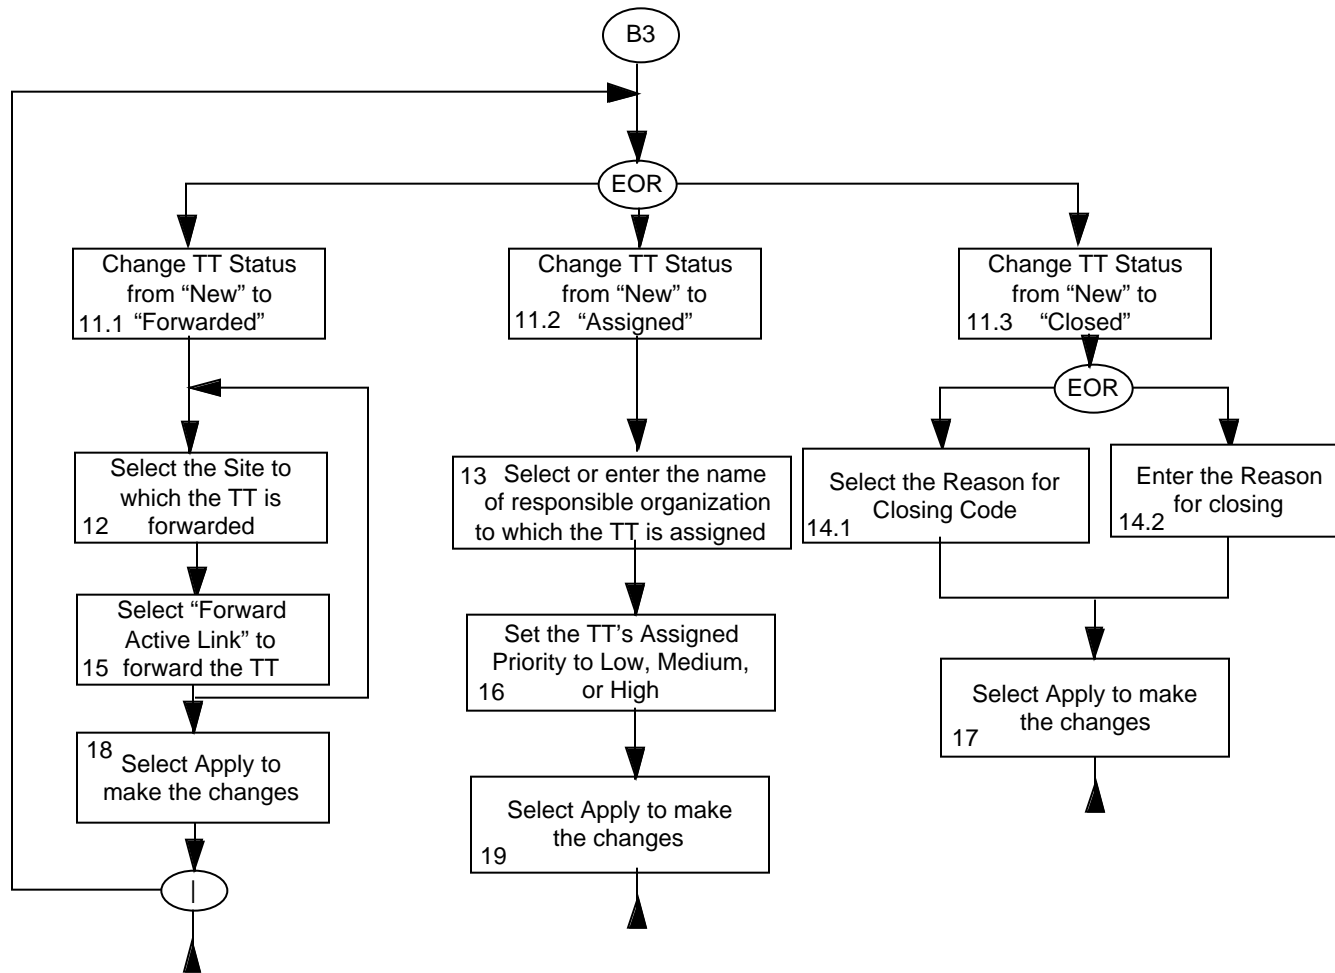 B3
EOR
Change TT Status
from “New” to
11.1 “Forwarded”
Change TT Status
from “New” to
11.2 “Assigned”
Change TT Status
from “New” to
11.3 “Closed”
EOR
Select the Site to
which the TT is
12 forwarded
13 Select or enter the name
of responsible organization
to which the TT is assigned
Select the Reason for
Closing Code
14.1
Enter the Reason
for closing
14.2
Select “Forward
Active Link” to
15 forward the TT
Set the TT’s Assigned
Priority to Low, Medium,
16 or High
Select Apply to make
the changes
17
18 Select Apply to
make the changes
Select Apply to make
the changes
19
|